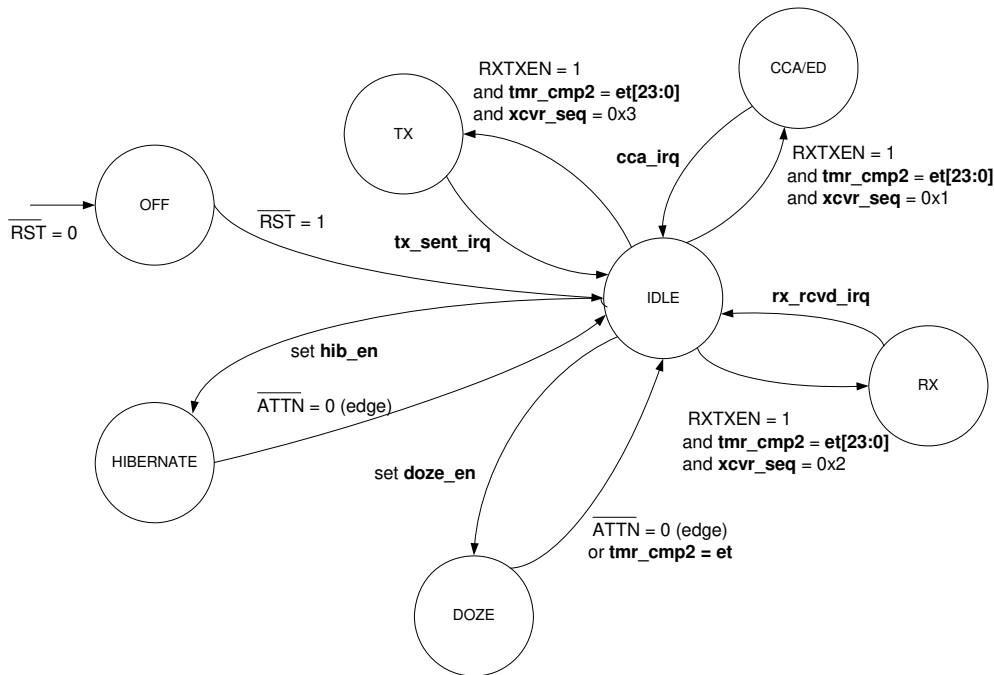 CCA/ED
RXTXEN = 1
and tmr_cmp2 = et[23:0]
and xcvr_seq = 0x3
TX
cca_irq
RXTXEN = 1
and tmr_cmp2 = et[23:0]
and xcvr_seq = 0x1
OFF
RST = 0
RST = 1
tx_sent_irq
IDLE
rx_rcvd_irq
set hib_en
RX
ATTN = 0 (edge)
RXTXEN = 1
and tmr_cmp2 = et[23:0]
and xcvr_seq = 0x2
HIBERNATE
set doze_en
ATTN = 0 (edge)
or tmr_cmp2 = et
DOZE